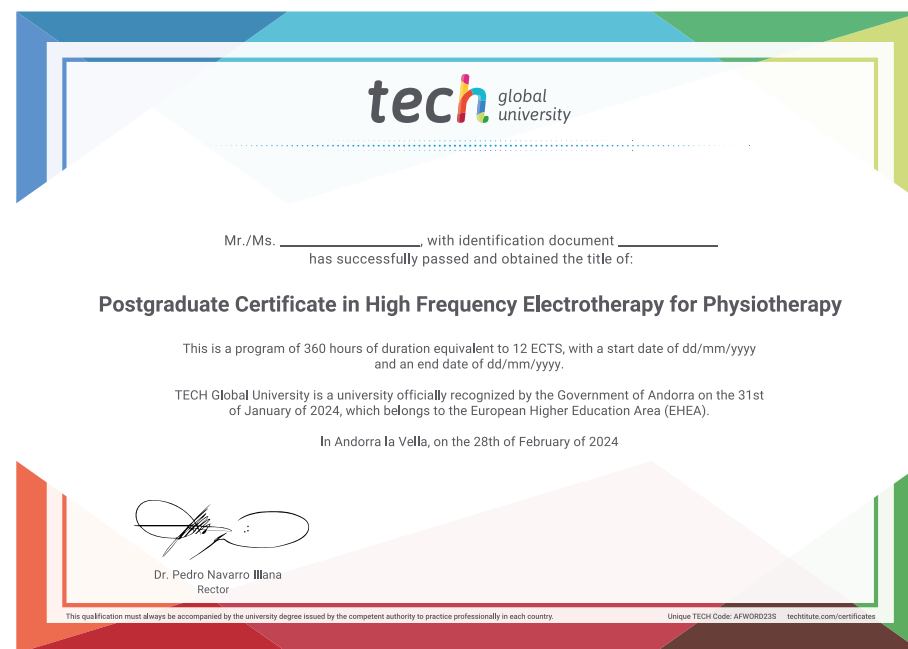 tech global university
Mr./Ms. ____________________, with identification document ______________
has successfully passed and obtained the title of:
Postgraduate Certificate in High Frequency Electrotherapy for Physiotherapy
This is a program of 360 hours of duration equivalent to 12 ECTS, with a start date of dd/mm/yyyy
and an end date of dd/mm/yyyy.
TECH Global University is a university officially recognized by the Government of Andorra on the 31st
of January of 2024, which belongs to the European Higher Education Area (EHEA).
In Andorra la Vella, on the 28th of February of 2024
Dr. Pedro Navarro Illana
Rector
This qualification must always be accompanied by the university degree issued by the competent authority to practice professionally in each country. Unique TECH Code: AFWORD23S techtitute.com/certificates